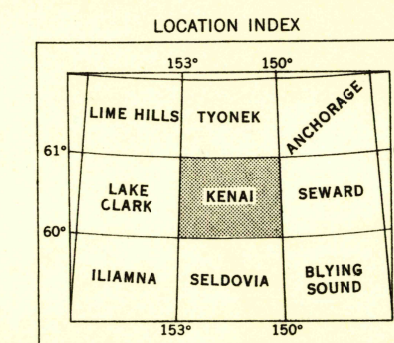 LOCATION INDEX
153° 150°
LIME HILLS TYONEK ANCHORAGE
61°
LAKE
CLARK KENAI SEWARD
60°
ILIAMNA SELDOVIA BLYING
SOUND
153° 150°